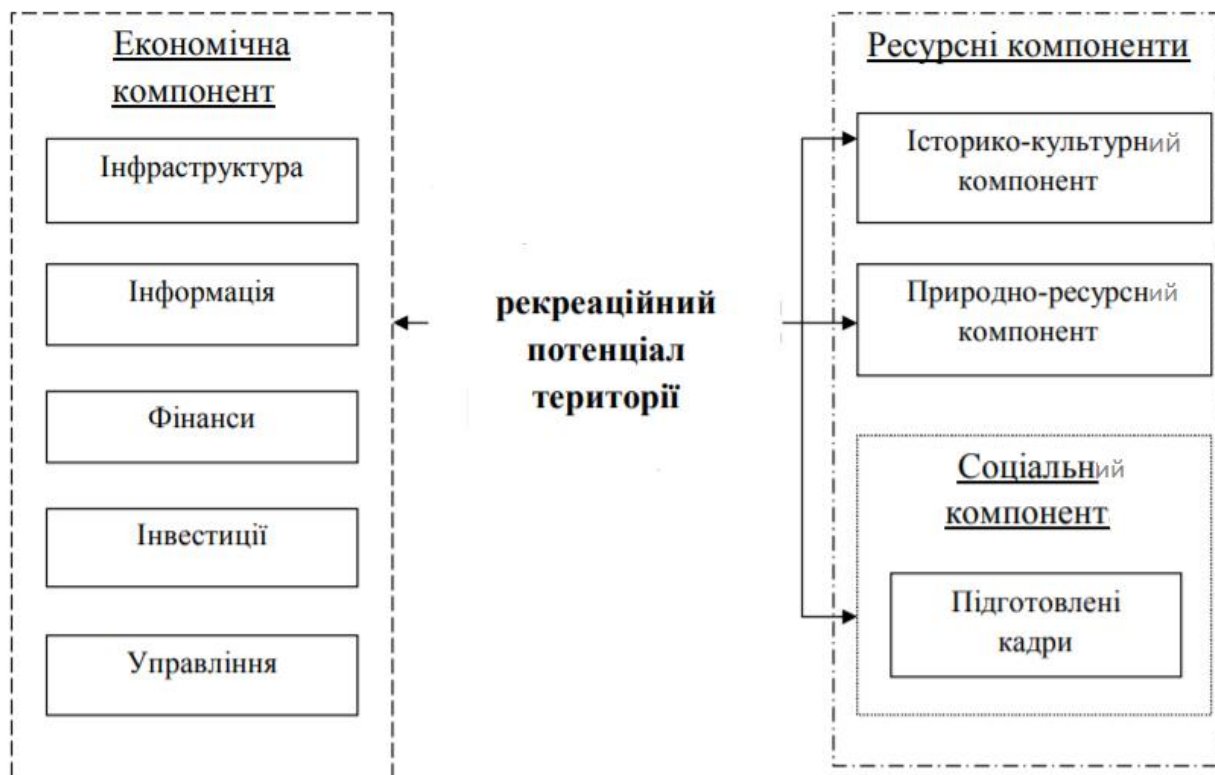 Економічна
компонент
Інфраструктура
Інформація
Фінанси
Інвестиції
Управління
рекреаційний
потенціал
території
Ресурсні компоненти
Історико-культурний
компонент
Природно-ресурсний
компонент
Соціальний
компонент
Підготовлені
кадри